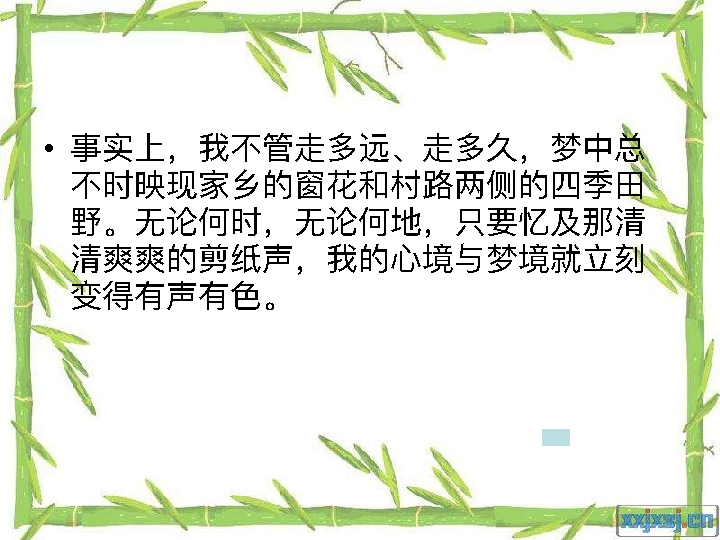 • 事实上，我不管走多远、走多久，梦中总
不时映现家乡的窗花和村路两侧的四季田
野。无论何时，无论何地，只要忆及那清
清爽爽的剪纸声，我的心境与梦境就立刻
变得有声有色。
xxjxsj.cn